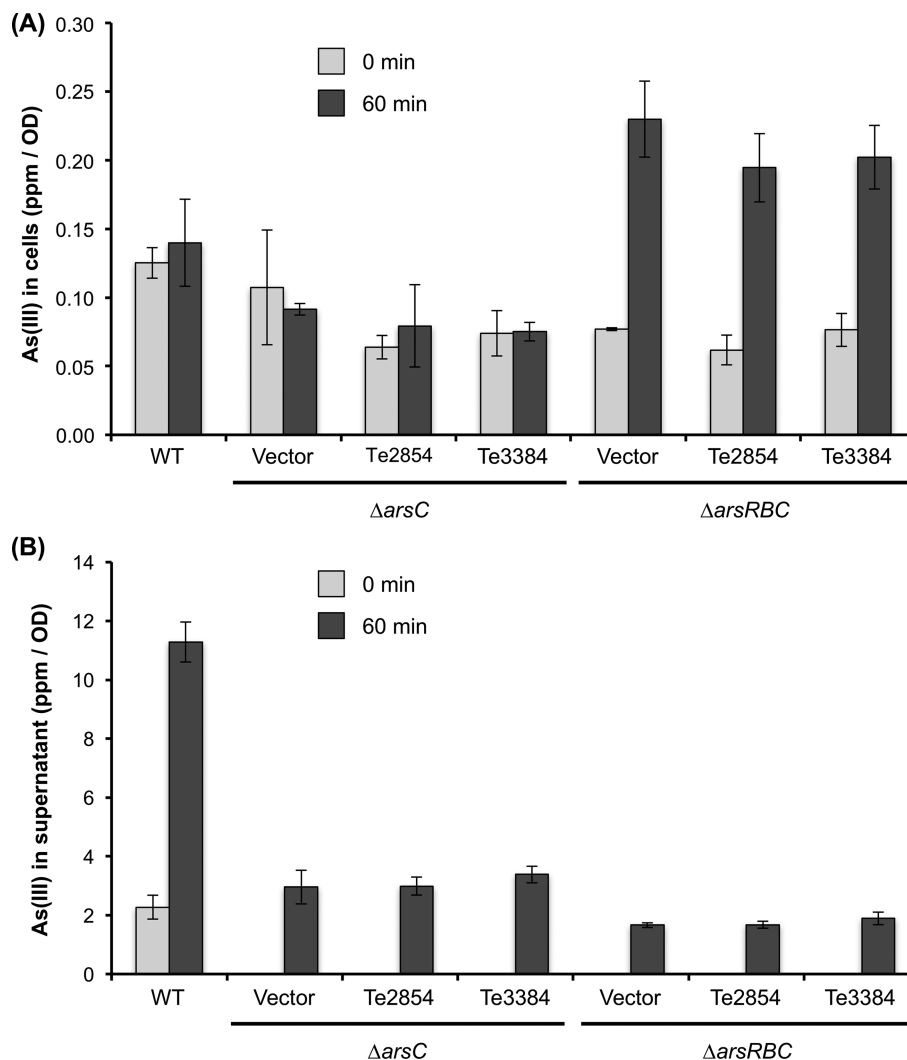 (A)
As(III) in cells (ppm / OD)
0.30
0.25
0.20
0.15
0.10
0.05
0.00
0 min
60 min
WT Vector Te2854 Te3384 Vector Te2854 Te3384
ΔarsC ΔarsRBC
(B)
As(III) in supernatant (ppm / OD)
14
12
10
8
6
4
2
0
0 min
60 min
WT Vector Te2854 Te3384 Vector Te2854 Te3384
ΔarsC ΔarsRBC